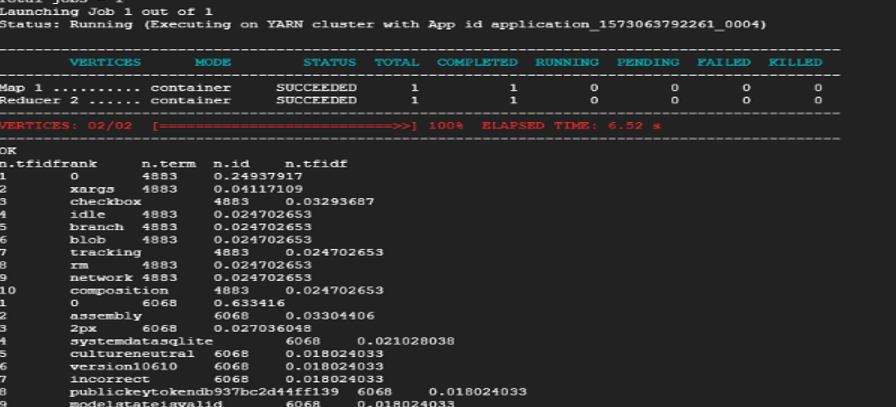 Total jobs = 1
Launching Job 1 out of 1
Status: Running (Executing on YARN cluster with App id application_1573063792261_0004)
VERTICES MODE STATUS TOTAL COMPLETED RUNNING PENDING FAILED KILLED
Map 1 .......... container SUCCEEDED 1 1 0 0 0 0
Reducer 2 ...... container SUCCEEDED 1 1 0 0 0 0
VERTICES: 02/02 [==========================>>] 100% ELAPSED TIME: 6.52 s
OK
n.tfidfrank n.term n.id n.tfidf
1 0 4883 0.24937917
2 xargs 4883 0.04117109
3 checkbox 4883 0.03293687
4 idle 4883 0.024702653
5 branch 4883 0.024702653
6 blob 4883 0.024702653
7 tracking 4883 0.024702653
8 rm 4883 0.024702653
9 network 4883 0.024702653
10 composition 4883 0.024702653
1 0 6068 0.633416
2 assembly 6068 0.03304406
3 2px 6068 0.027036048
4 systemdatasqlite 6068 0.021028038
5 cultureneutral 6068 0.018024033
6 version10610 6068 0.018024033
7 incorrect 6068 0.018024033
8 publickeytokendb937bc2d44ff139 6068 0.018024033
9 modelstateisvalid 6068 0.018024033